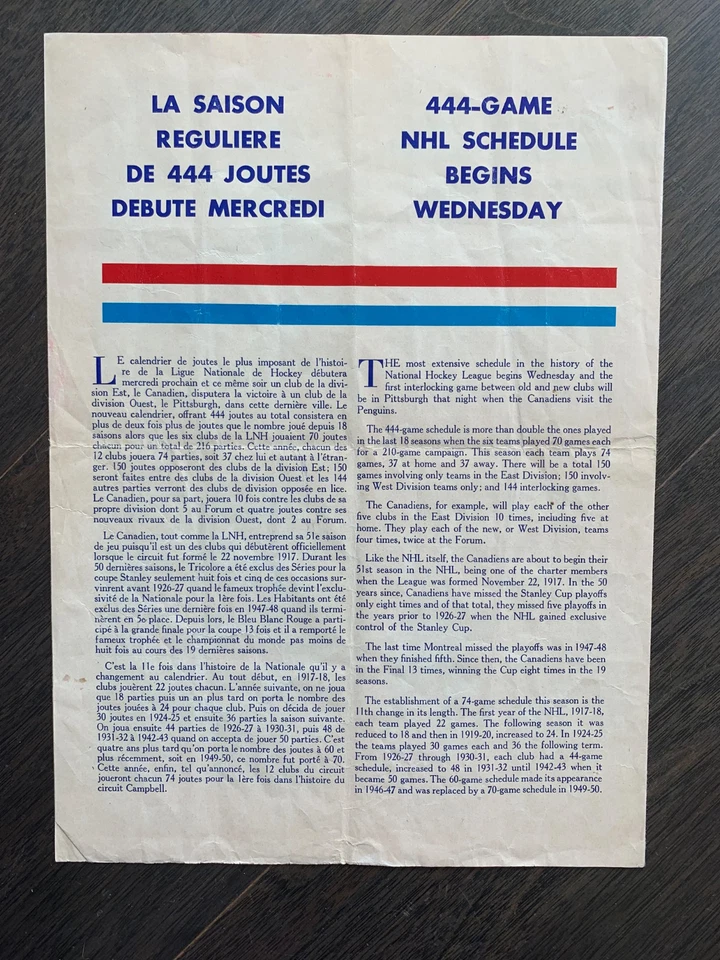 LA SAISON
REGULIERE
DE 444 JOUTES
DEBUTE MERCREDI
444-GAME
NHL SCHEDULE
BEGINS
WEDNESDAY
LE calendrier de joutes le plus imposant de l'histoi-
re de la Ligue Nationale de Hockey débutera
mercredi prochain et ce même soir un club de la divi-
sion Est, le Canadien, disputera la victoire à un club de la
division Ouest, le Pittsburgh, dans cette dernière ville. Le
nouveau calendrier, offrant 444 joutes au total consistera en
plus de deux fois plus de joutes que le nombre joué depuis 18
saisons alors que les six clubs de la LNH jouaient 70 joutes
chacun pour un total de 216 parties. Cette année, chacun des
12 clubs jouera 74 parties, soit 37 chez lui et autant à l'étran-
ger. 150 joutes opposeront des clubs de la division Est; 150
seront faites entre des clubs de la division Ouest et les 144
autres parties verront des clubs de division opposée en lice.
Le Canadien, pour sa part, jouera 10 fois contre les clubs de sa
propre division dont 5 au Forum et quatre joutes contre ses
nouveaux rivaux de la division Ouest, dont 2 au Forum.
Le Canadien, tout comme la LNH, entreprend sa 51e saison
de jeu puisqu'il est un des clubs qui débutèrent officiellement
lorsque le circuit fut formé le 22 novembre 1917. Durant les
50 dernières saisons, le Tricolore a été exclus des Séries pour la
coupe Stanley seulement huit fois et cinq de ces occasions sur-
vinrent avant 1926-27 quand le fameux trophée devint l'exclu-
sivité de la Nationale pour la 1ère fois. Les Habitants ont été
exclus des Séries une dernière fois en 1947-48 quand ils termi-
nèrent en 5e place. Depuis lors, le Bleu Blanc Rouge a parti-
cipé à la grande finale pour la coupe 13 fois et il a remporté le
fameux trophée et le championnat du monde pas moins de
huit fois au cours des 19 dernières saisons.
C'est la 11e fois dans l'histoire de la Nationale qu'il y a
changement au calendrier. Au tout début, en 1917-18, les
clubs jouèrent 22 joutes chacun. L'année suivante, on ne joua
que 18 parties puis un an plus tard on porta le nombre des
joutes jouées à 24 pour chaque club. Puis on décida de jouer
30 joutes en 1924-25 et ensuite 36 parties la saison suivante.
On joua ensuite 44 parties de 1926-27 à 1930-31, puis 48 de
1931-32 à 1942-43 quand on accepta de jouer 50 parties. C'est
quatre ans plus tard qu'on porta le nombre des joutes à 60 et
plus récemment, soit en 1949-50, ce nombre fut porté à 70.
Cette année, enfin, tel qu'annoncé, les 12 clubs du circuit
joueront chacun 74 joutes pour la 1ère fois dans l'histoire du
circuit Campbell.
THE most extensive schedule in the history of the
National Hockey League begins Wednesday and the
first interlocking game between old and new clubs will
be in Pittsburgh that night when the Canadiens visit the
Penguins.
The 444-game schedule is more than double the ones played
in the last 18 seasons when the six teams played 70 games each
for a 210-game campaign. This season each team plays 74
games, 37 at home and 37 away. There will be a total 150
games involving only teams in the East Division; 150 involv-
ing West Division teams only; and 144 interlocking games.
The Canadiens, for example, will play each of the other
five clubs in the East Division 10 times, including five at
home. They play each of the new, or West Division, teams
four times, twice at the Forum.
Like the NHL itself, the Canadiens are about to begin their
51st season in the NHL, being one of the charter members
when the League was formed November 22, 1917. In the 50
years since, Canadiens have missed the Stanley Cup playoffs
only eight times and of that total, they missed five playoffs in
the years prior to 1926-27 when the NHL gained exclusive
control of the Stanley Cup.
The last time Montreal missed the playoffs was in 1947-48
when they finished fifth. Since then, the Canadiens have been
in the Final 13 times, winning the Cup eight times in the 19
seasons.
The establishment of a 74-game schedule this season is the
11th change in its length. The first year of the NHL, 1917-18,
each team played 22 games. The following season it was
reduced to 18 and then in 1919-20, increased to 24. In 1924-25
the teams played 30 games each and 36 the following term.
From 1926-27 through 1930-31, each club had a 44-game
schedule, increased to 48 in 1931-32 until 1942-43 when it
became 50 games. The 60-game schedule made its appearance
in 1946-47 and was replaced by a 70-game schedule in 1949-50.